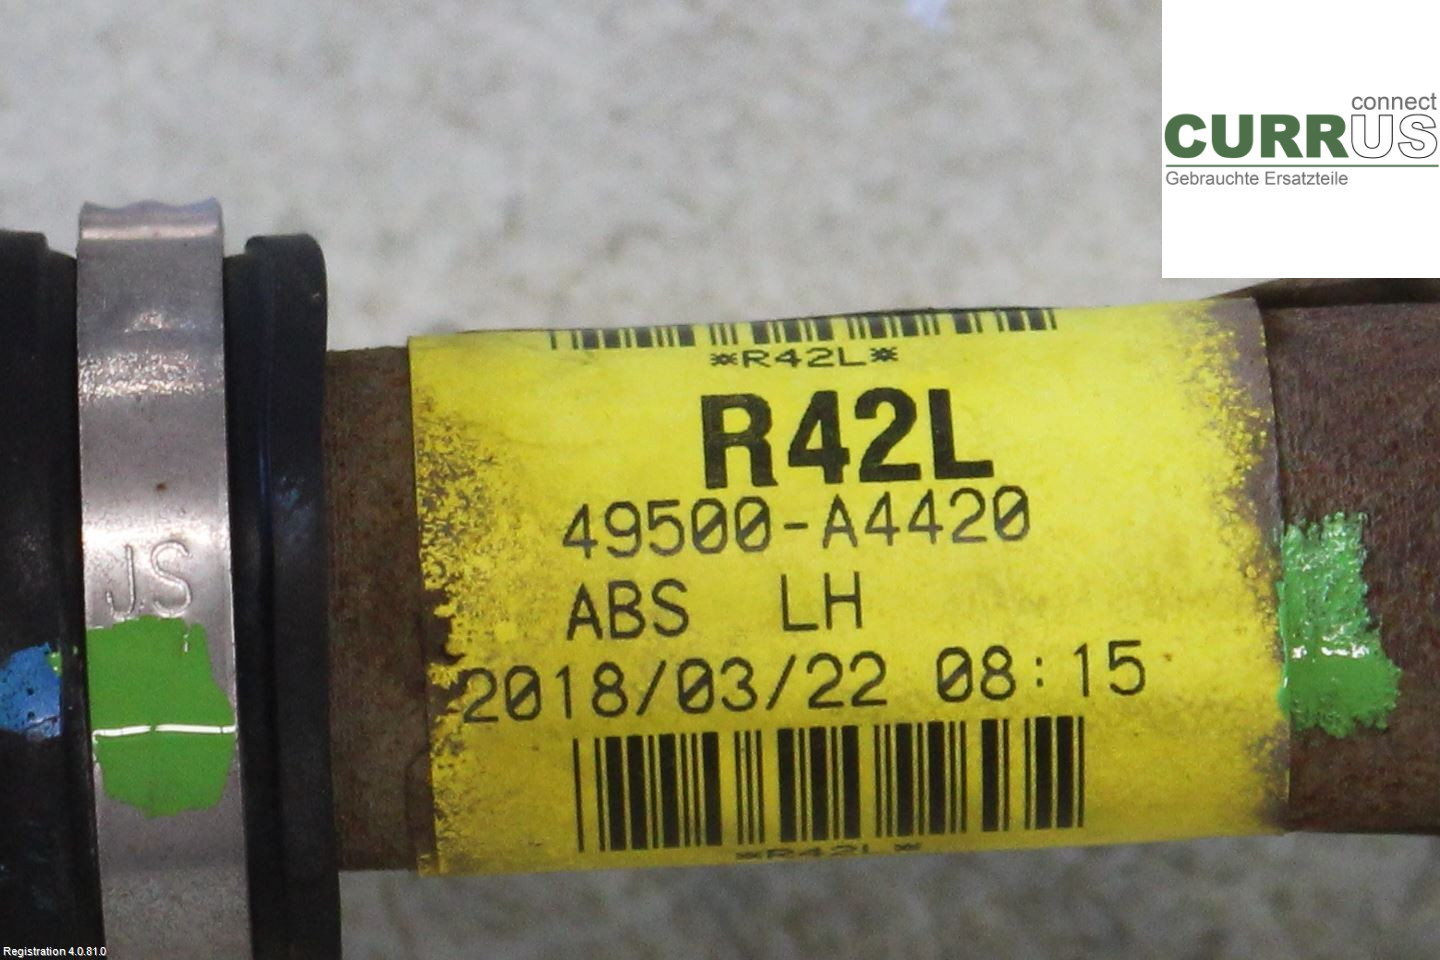 connect
CURRUS
Gebrauchte Ersatzteile
*R42L*
R42L
49500-A4420
ABS LH
2018/03/22 08:15
*R42L*
JS
Registration 4.0.81.0